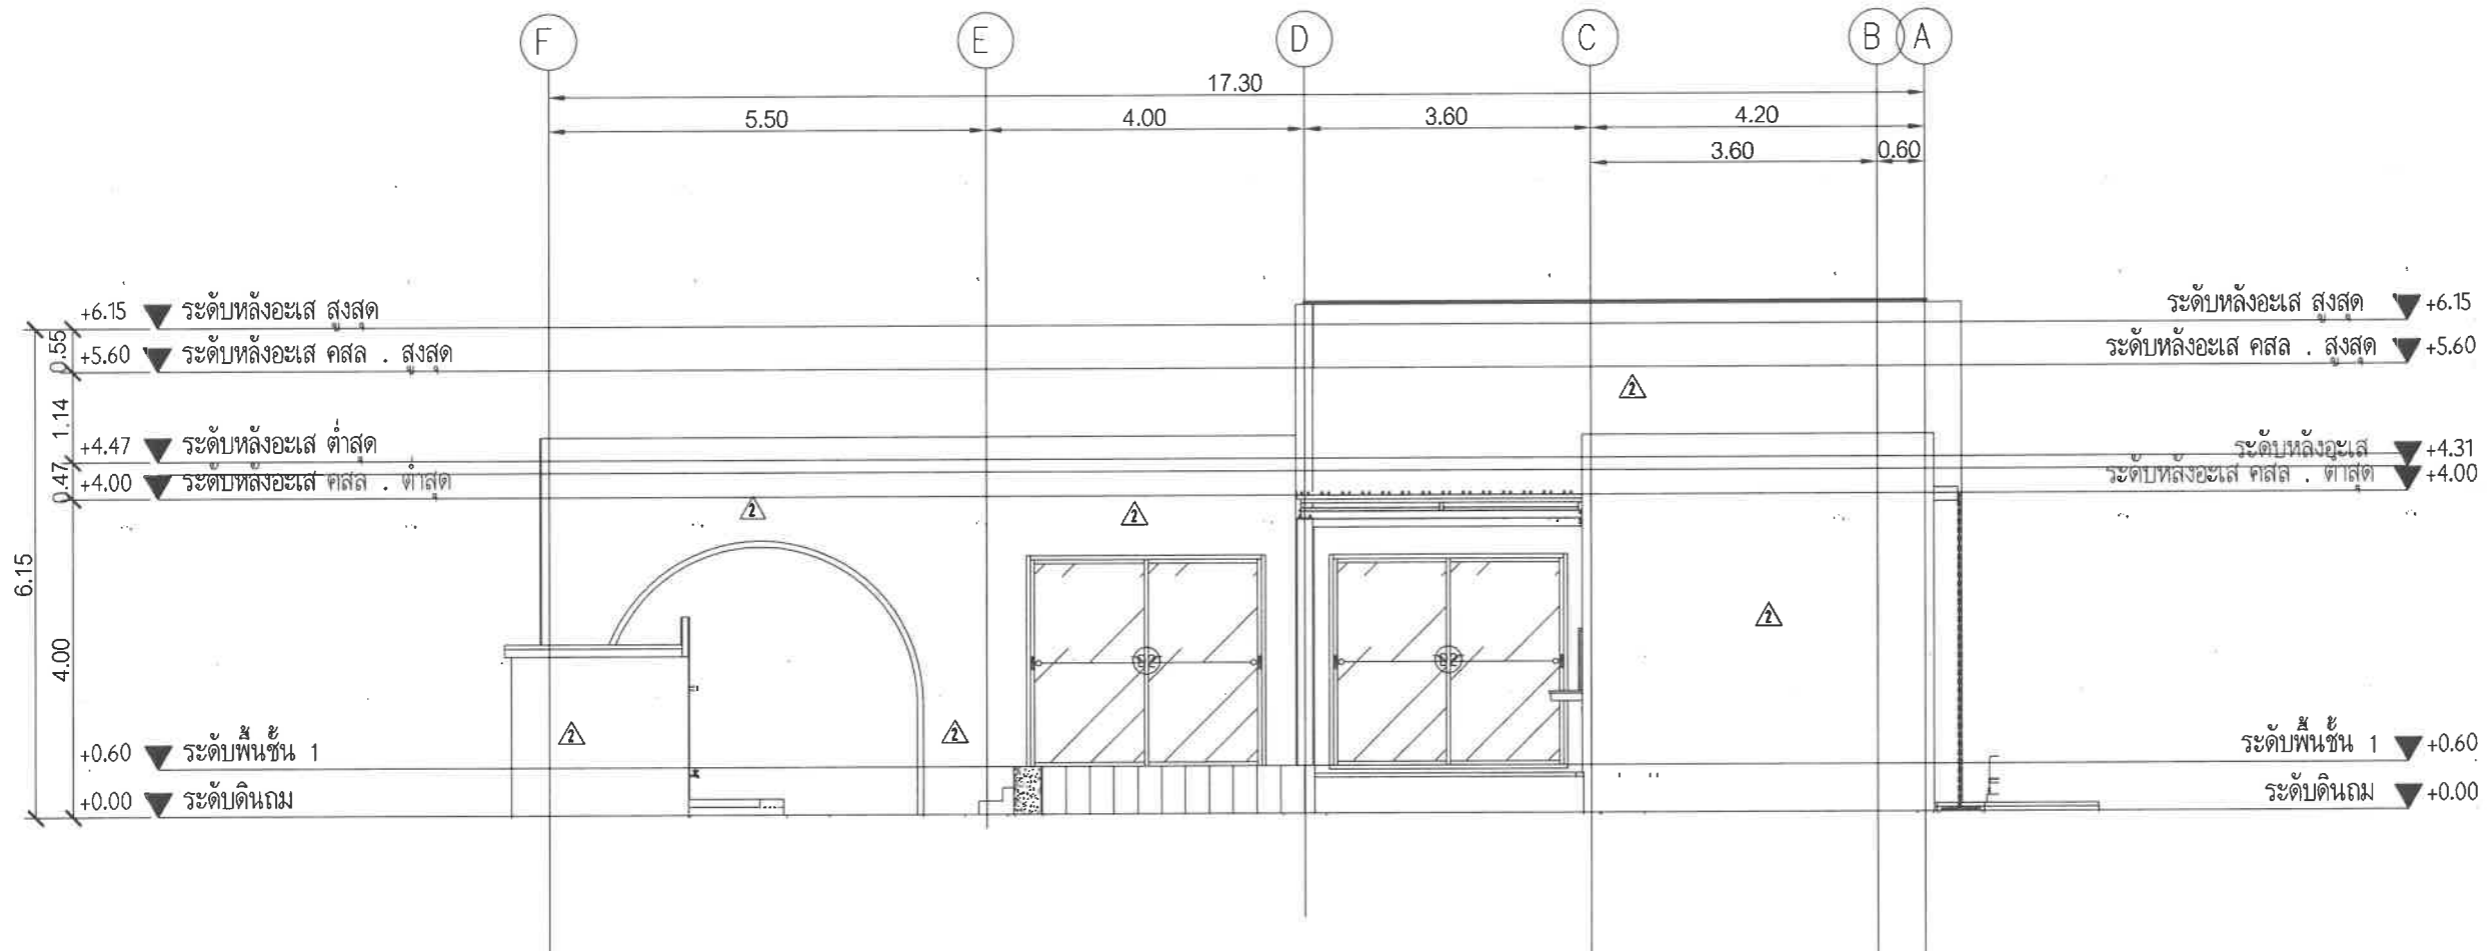 F E D C B A
17.30
5.50 4.00 3.60 4.20
3.60 0.60
+6.15 ระดับหลังอะเส สูงสุด ระดับหลังอะเส สูงสุด +6.15
0.55
+5.60 ระดับหลังอะเส คสล . สูงสุด ระดับหลังอะเส คสล . สูงสุด +5.60
2
1.14
+4.47 ระดับหลังอะเส ต่ำสุด ระดับหลังอะเส +4.31
0.47
+4.00 ระดับหลังอะเส คสล . ต่ำสุด ระดับหลังอะเส คสล . ต่ำสุด +4.00
2 2
6.15
2
4.00
2 2
+0.60 ระดับพื้นชั้น 1 ระดับพื้นชั้น 1 +0.60
+0.00 ระดับดินถม ระดับดินถม +0.00